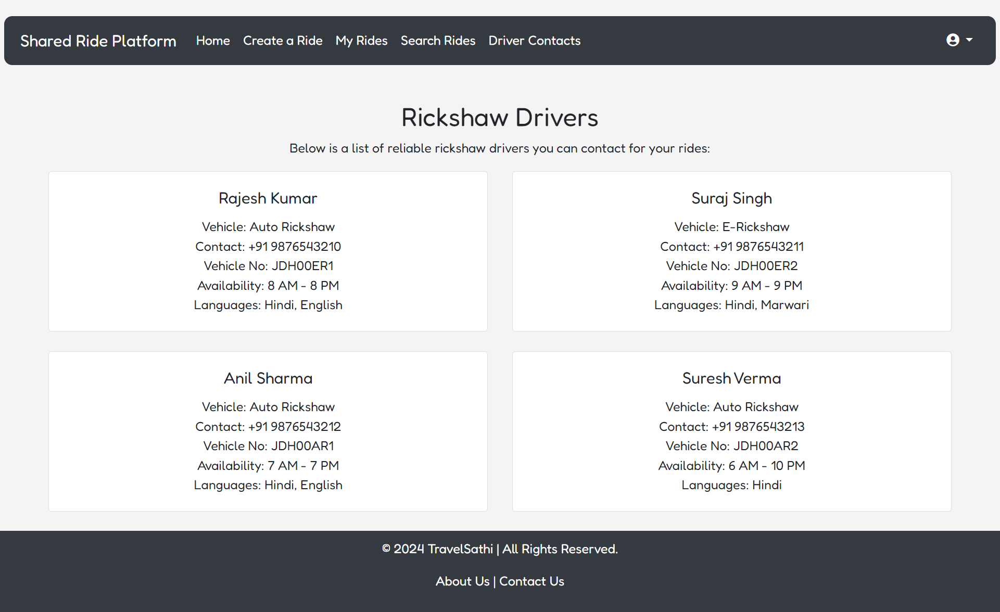 Shared Ride Platform Home Create a Ride My Rides Search Rides Driver Contacts
Rickshaw Drivers
Below is a list of reliable rickshaw drivers you can contact for your rides:
Rajesh Kumar
Vehicle: Auto Rickshaw
Contact: +91 9876543210
Vehicle No: JDH00ER1
Availability: 8 AM - 8 PM
Languages: Hindi, English
Suraj Singh
Vehicle: E-Rickshaw
Contact: +91 9876543211
Vehicle No: JDH00ER2
Availability: 9 AM - 9 PM
Languages: Hindi, Marwari
Anil Sharma
Vehicle: Auto Rickshaw
Contact: +91 9876543212
Vehicle No: JDH00AR1
Availability: 7 AM - 7 PM
Languages: Hindi, English
Suresh Verma
Vehicle: Auto Rickshaw
Contact: +91 9876543213
Vehicle No: JDH00AR2
Availability: 6 AM - 10 PM
Languages: Hindi
© 2024 TravelSathi | All Rights Reserved.
About Us | Contact Us